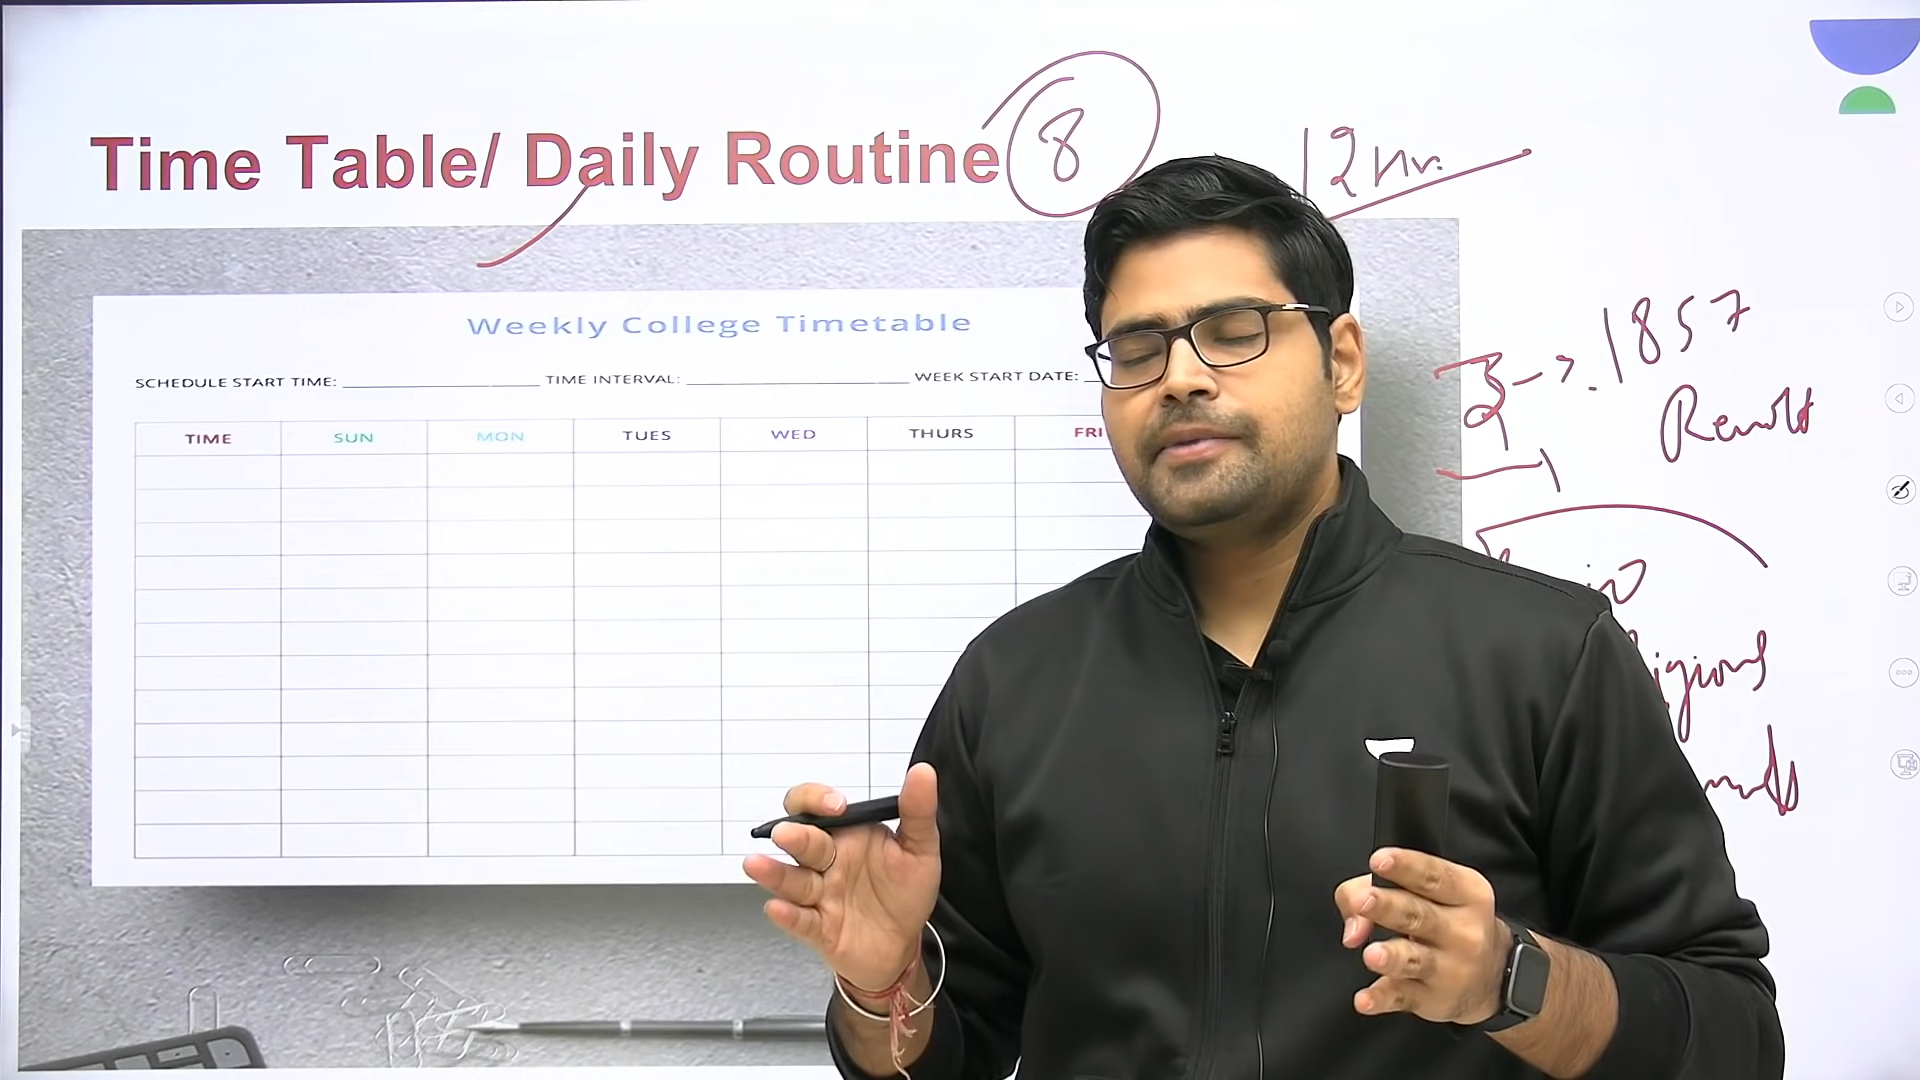 Time Table/ Daily Routine
8
12 hr.
Weekly College Timetable
SCHEDULE START TIME: TIME INTERVAL: WEEK START DATE:
TIME SUN MON TUES WED THURS FRI
1857
Result